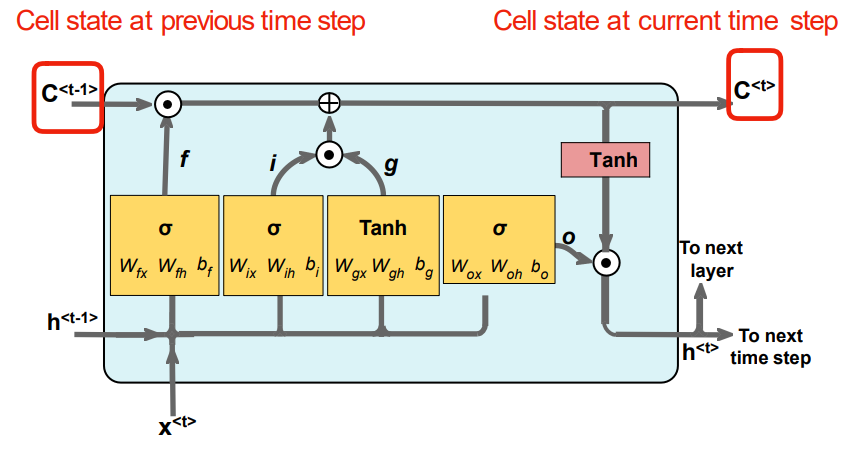 Cell state at previous time step
Cell state at current time step
C<t-1>
C<t>
f
i
g
Tanh
σ
σ
Tanh
σ
o
Wfx Wfh bf
Wix Wih bi
Wgx Wgh bg
Wox Woh bo
To next
layer
h<t-1>
h<t>
To next
time step
x<t>